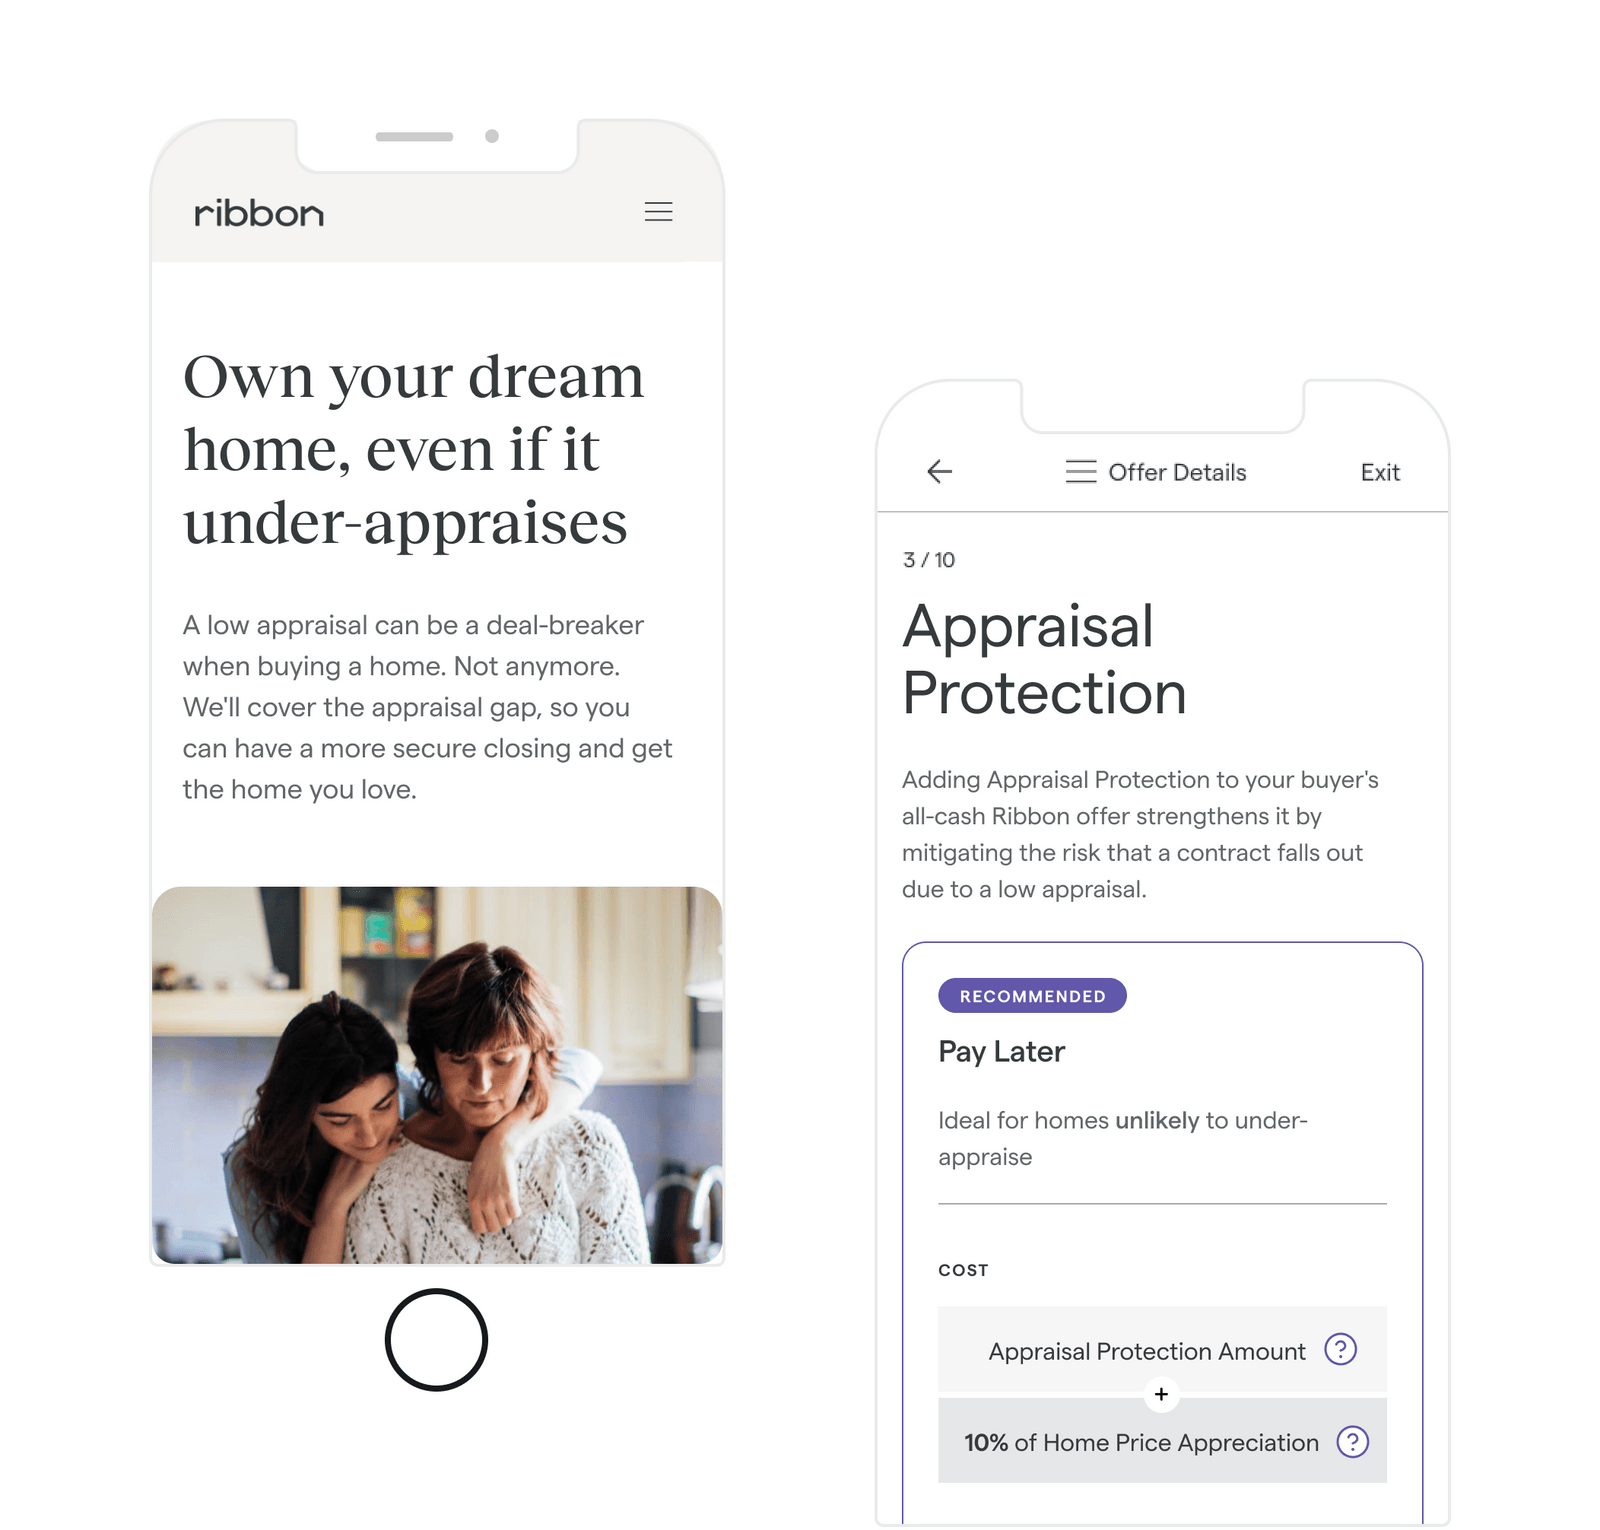 ribbon
Own your dream
home, even if it
under-appraises
A low appraisal can be a deal-breaker
when buying a home. Not anymore.
We'll cover the appraisal gap, so you
can have a more secure closing and get
the home you love.
Offer Details
Exit
3 / 10
Appraisal
Protection
Adding Appraisal Protection to your buyer's
all-cash Ribbon offer strengthens it by
mitigating the risk that a contract falls out
due to a low appraisal.
RECOMMENDED
Pay Later
Ideal for homes unlikely to under-
appraise
COST
Appraisal Protection Amount ?
+
10% of Home Price Appreciation ?